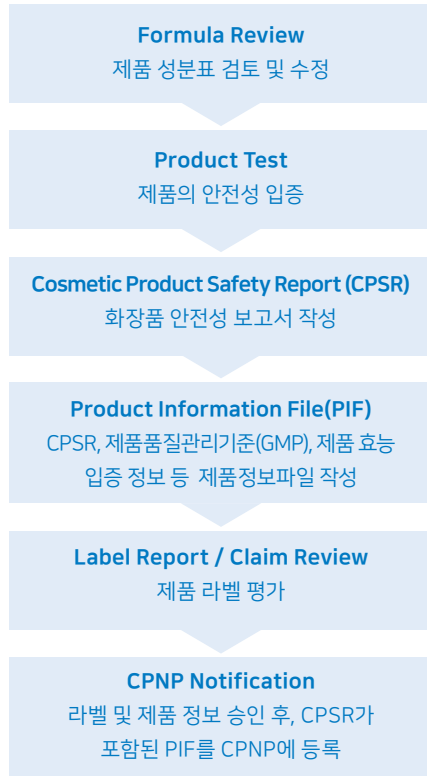 Formula Review
제품 성분표 검토 및 수정
Product Test
제품의 안전성 입증
Cosmetic Product Safety Report (CPSR)
화장품 안전성 보고서 작성
Product Information File(PIF)
CPSR, 제품품질관리기준(GMP), 제품 효능
입증 정보 등 제품정보파일 작성
Label Report / Claim Review
제품 라벨 평가
CPNP Notification
라벨 및 제품 정보 승인 후, CPSR가
포함된 PIF를 CPNP에 등록